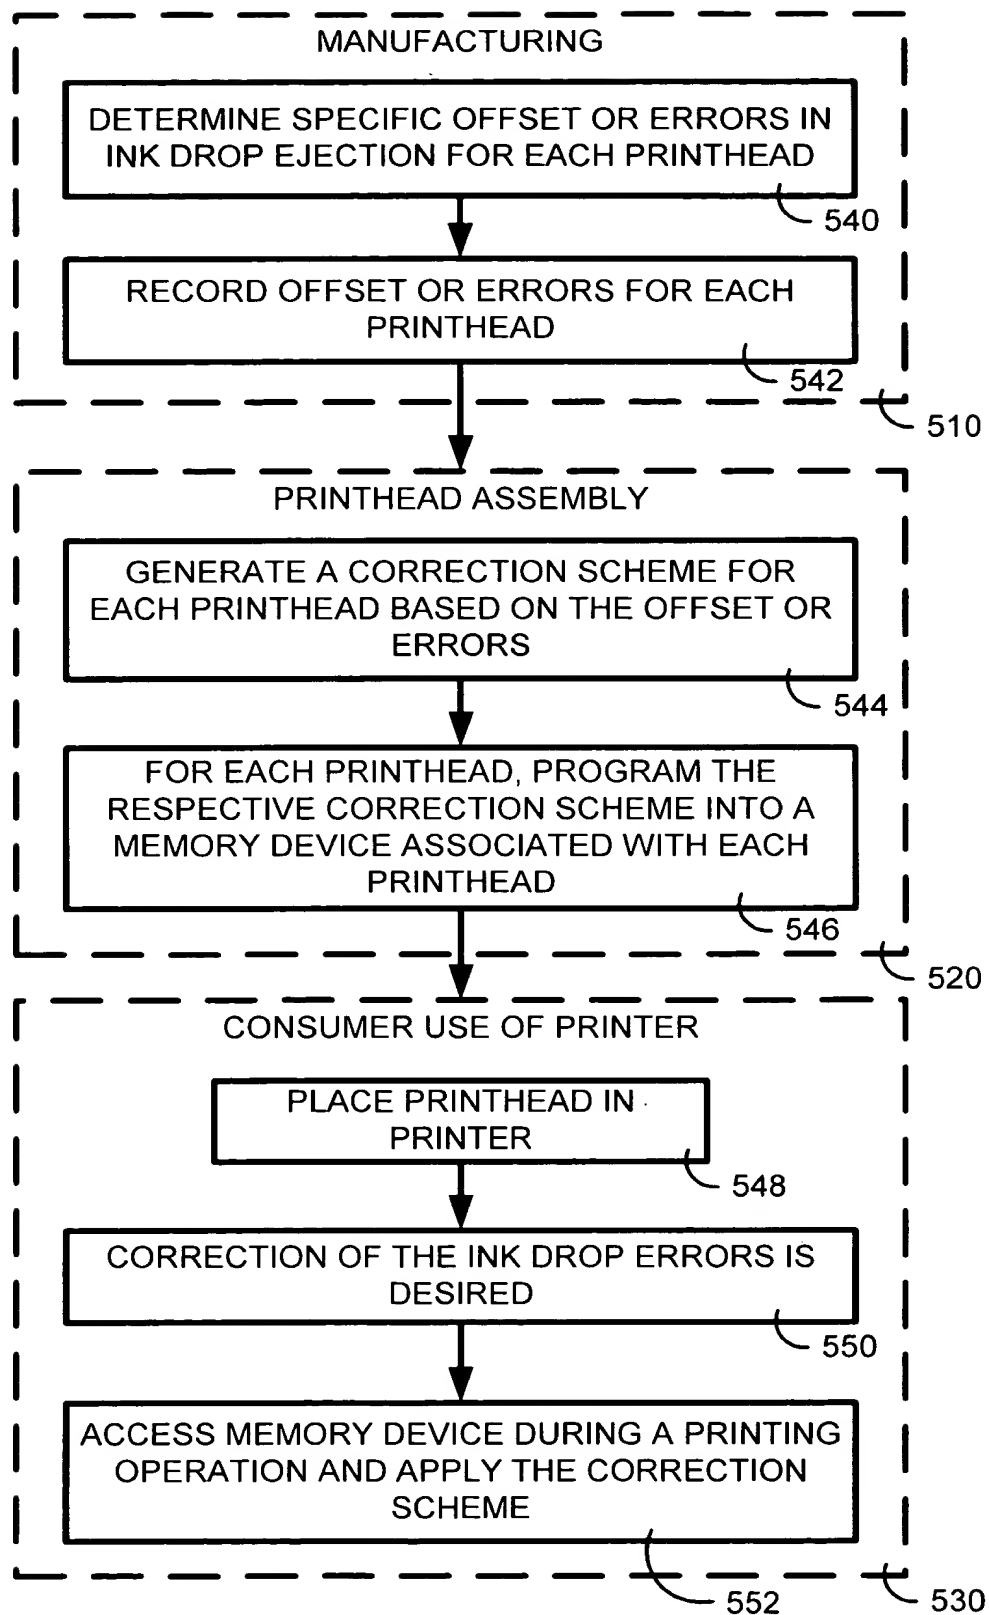 MANUFACTURING
DETERMINE SPECIFIC OFFSET OR ERRORS IN
INK DROP EJECTION FOR EACH PRINTHEAD
540
RECORD OFFSET OR ERRORS FOR EACH
PRINTHEAD
542
510
PRINTHEAD ASSEMBLY
GENERATE A CORRECTION SCHEME FOR
EACH PRINTHEAD BASED ON THE OFFSET OR
ERRORS
544
FOR EACH PRINTHEAD, PROGRAM THE
RESPECTIVE CORRECTION SCHEME INTO A
MEMORY DEVICE ASSOCIATED WITH EACH
PRINTHEAD
546
520
CONSUMER USE OF PRINTER
PLACE PRINTHEAD IN
PRINTER
548
CORRECTION OF THE INK DROP ERRORS IS
DESIRED
550
ACCESS MEMORY DEVICE DURING A PRINTING
OPERATION AND APPLY THE CORRECTION
SCHEME
552
530